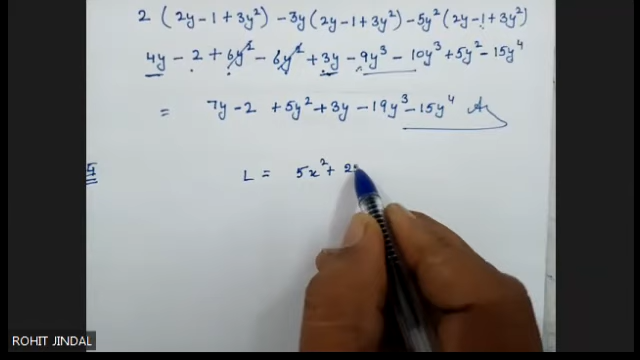 2 (2y-1+3y²) -3y(2y-1+3y²) -5y²(2y-1+3y²)
4y - 2 + 6y² - 6y² + 3y - 9y³ - 10y³ + 5y² - 15y⁴
= 7y-2 +5y²+3y-19y³-15y⁴
L = 5x²+ 2
ROHIT JINDAL